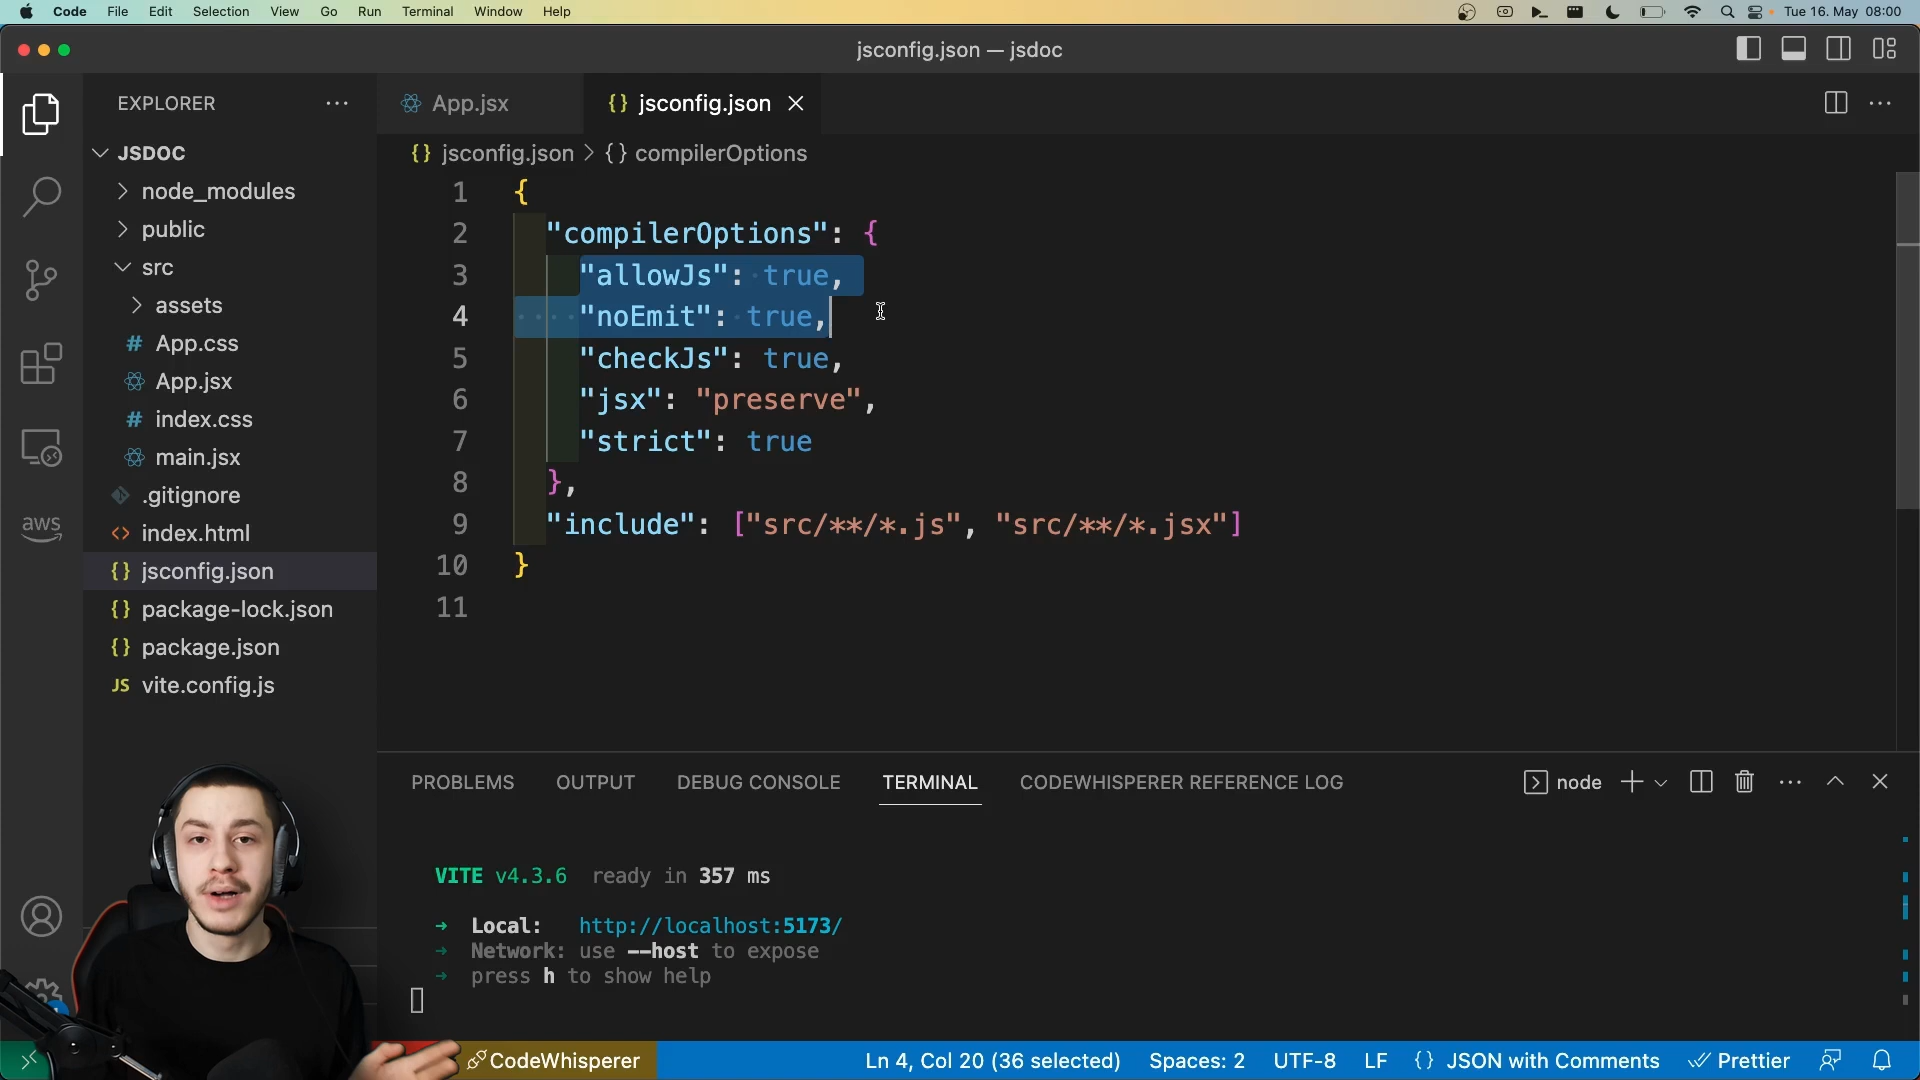 Code File Edit Selection View Go Run Terminal Window Help Tue 16. May 08:00
jsconfig.json — jsdoc
EXPLORER
App.jsx
jsconfig.json
JSDOC
node_modules
public
src
assets
App.css
App.jsx
index.css
main.jsx
.gitignore
index.html
jsconfig.json
package-lock.json
package.json
JS vite.config.js
aws
{} jsconfig.json > {} compilerOptions
1 {
2 "compilerOptions": {
3 "allowJs": true,
4 "noEmit": true,
5 "checkJs": true,
6 "jsx": "preserve",
7 "strict": true
8 },
9 "include": ["src/**/*.js", "src/**/*.jsx"]
10 }
11
PROBLEMS OUTPUT DEBUG CONSOLE TERMINAL CODEWHISPERER REFERENCE LOG node
VITE v4.3.6 ready in 357 ms
➜ Local: http://localhost:5173/
➜ Network: use --host to expose
➜ press h to show help
CodeWhisperer Ln 4, Col 20 (36 selected) Spaces: 2 UTF-8 LF {} JSON with Comments Prettier